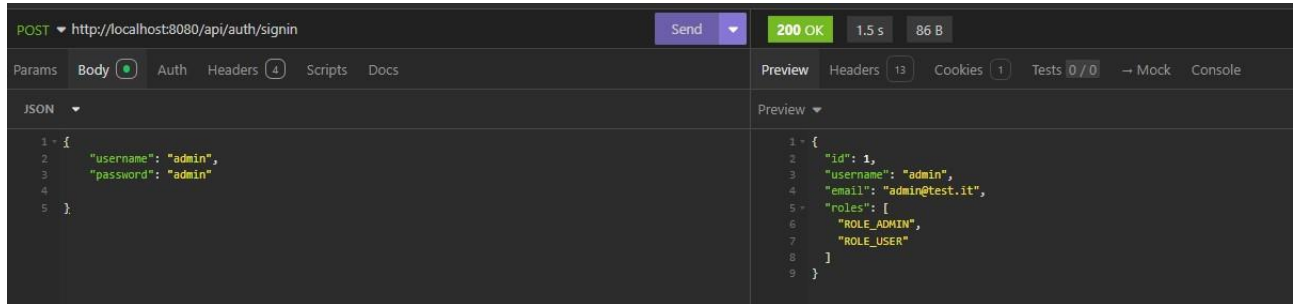 POST http://localhost:8080/api/auth/signin Send
Params Body Auth Headers 4 Scripts Docs
JSON
1 {
2 "username": "admin",
3 "password": "admin"
4
5 }
200 OK 1.5 s 86 B
Preview Headers 13 Cookies 1 Tests 0 / 0 → Mock Console
Preview
1 {
2 "id": 1,
3 "username": "admin",
4 "email": "admin@test.it",
5 "roles": [
6 "ROLE_ADMIN",
7 "ROLE_USER"
8 ]
9 }